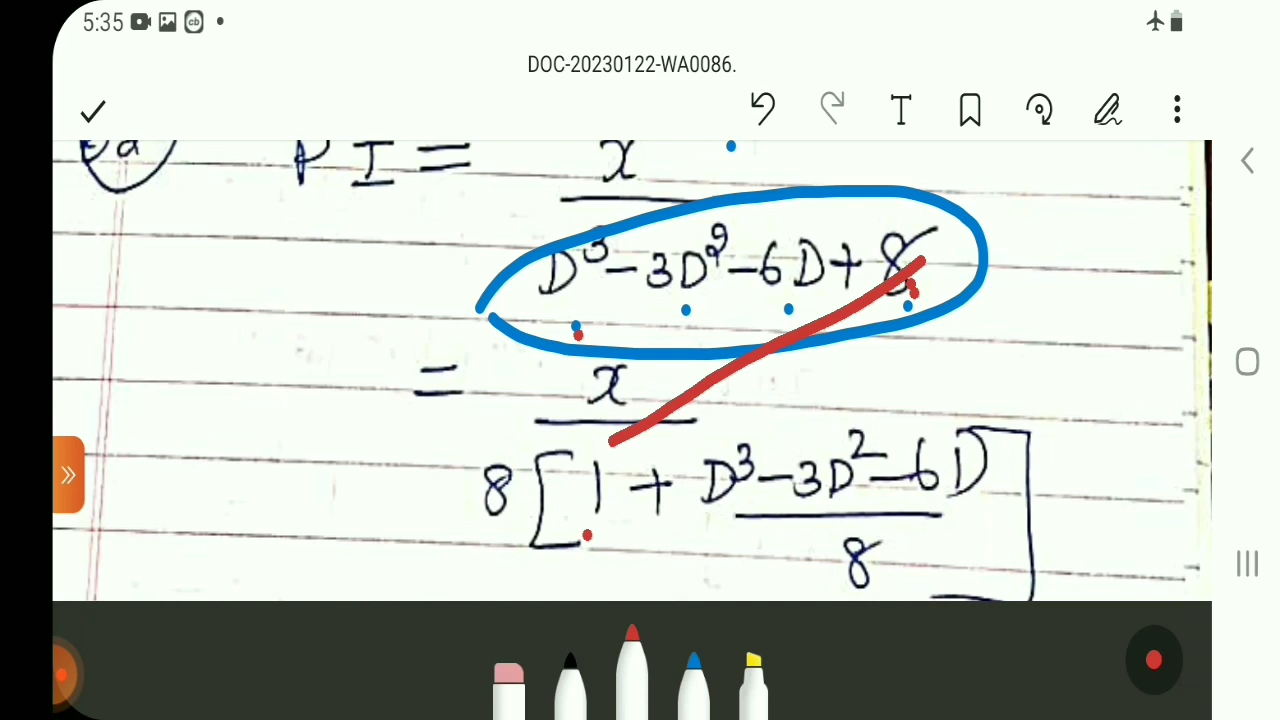 5:35
DOC-20230122-WA0086.
PI = x
D³-3D²-6D+8
= x
8[1 + D³-3D²-6D]
8